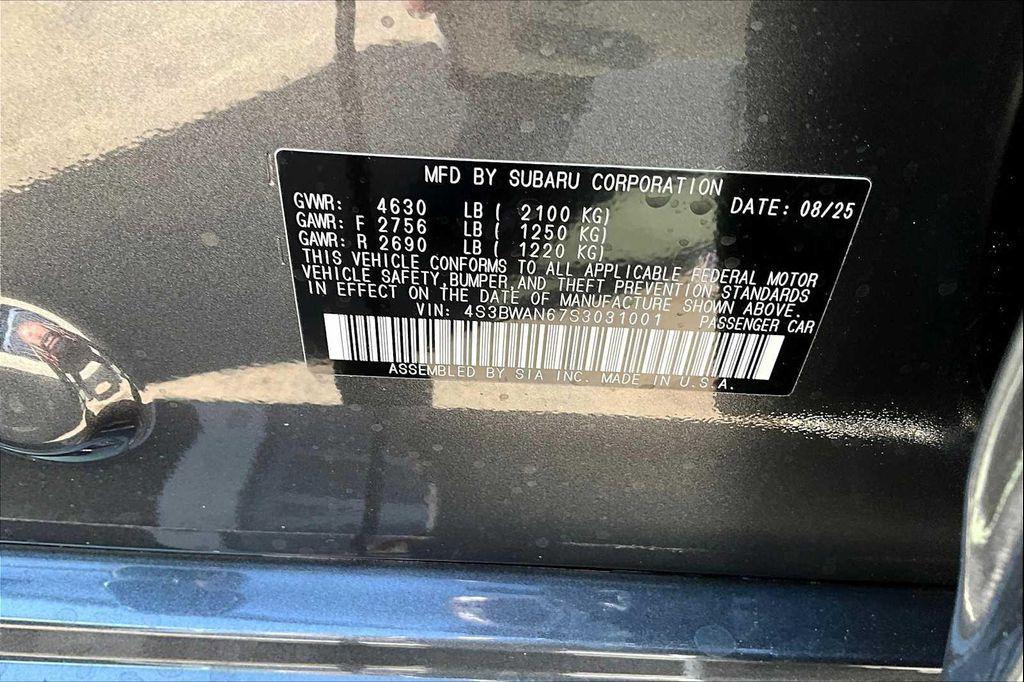 MFD BY SUBARU CORPORATION
GVWR: 4630 LB ( 2100 KG) DATE: 08/25
GAWR: F 2756 LB ( 1250 KG)
GAWR: R 2690 LB ( 1220 KG)
THIS VEHICLE CONFORMS TO ALL APPLICABLE FEDERAL MOTOR
VEHICLE SAFETY, BUMPER, AND THEFT PREVENTION STANDARDS
IN EFFECT ON THE DATE OF MANUFACTURE SHOWN ABOVE.
VIN: 4S3BWAN67S3031001 PASSENGER CAR
ASSEMBLED BY SIA INC. MADE IN U.S.A.